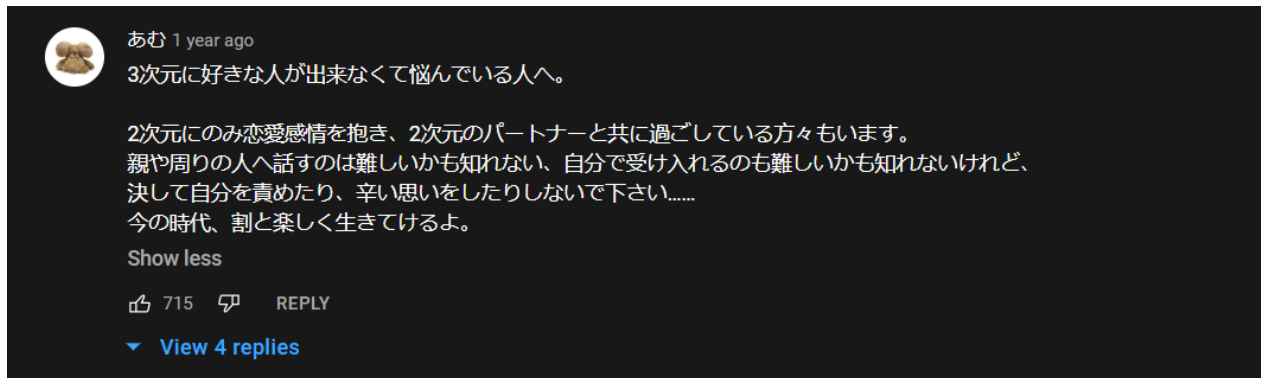 あむ 1 year ago
3次元に好きな人が出来なくて悩んでいる人へ。
2次元にのみ恋愛感情を抱き、2次元のパートナーと共に過ごしている方々もいます。
親や周りの人へ話すのは難しいかも知れない、自分で受け入れるのも難しいかも知れないけれど、
決して自分を責めたり、辛い思いをしたりしないで下さい……
今の時代、割と楽しく生きてけるよ。
Show less
715 REPLY
View 4 replies